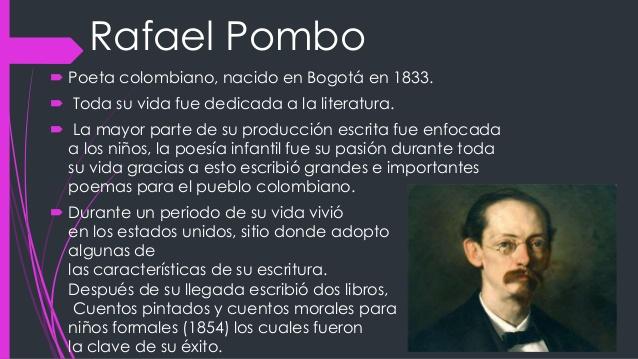 Rafael Pombo
Poeta colombiano, nacido en Bogotá en 1833.
Toda su vida fue dedicada a la literatura.
La mayor parte de su producción escrita fue enfocada
a los niños, la poesía infantil fue su pasión durante toda
su vida gracias a esto escribió grandes e importantes
poemas para el pueblo colombiano.
Durante un periodo de su vida vivió
en los estados unidos, sitio donde adopto
algunas de
las características de su escritura.
Después de su llegada escribió dos libros,
Cuentos pintados y cuentos morales para
niños formales (1854) los cuales fueron
la clave de su éxito.